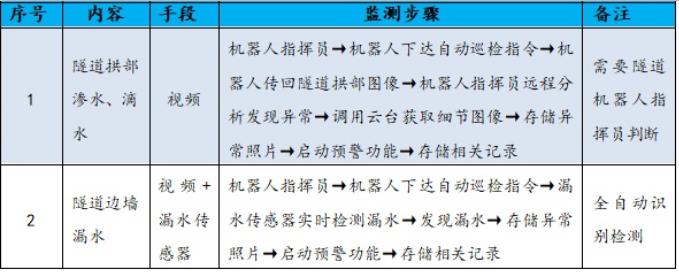 序号 内容 手段 监测步骤 备注
1
隧道拱部
渗水、滴
水
视频
机器人指挥员→机器人下达自动巡检指令→机
器人传回隧道拱部图像→机器人指挥员远程分
析发现异常→调用云台获取细节图像→存储异
常照片→启动预警功能→存储相关记录
需要隧道
机器人指
挥员判断
2
隧道边墙
漏水
视频+
漏水传
感器
机器人指挥员→机器人下达自动巡检指令→漏
水传感器实时检测漏水→发现漏水→存储异常
照片→启动预警功能→存储相关记录
全自动识
别检测